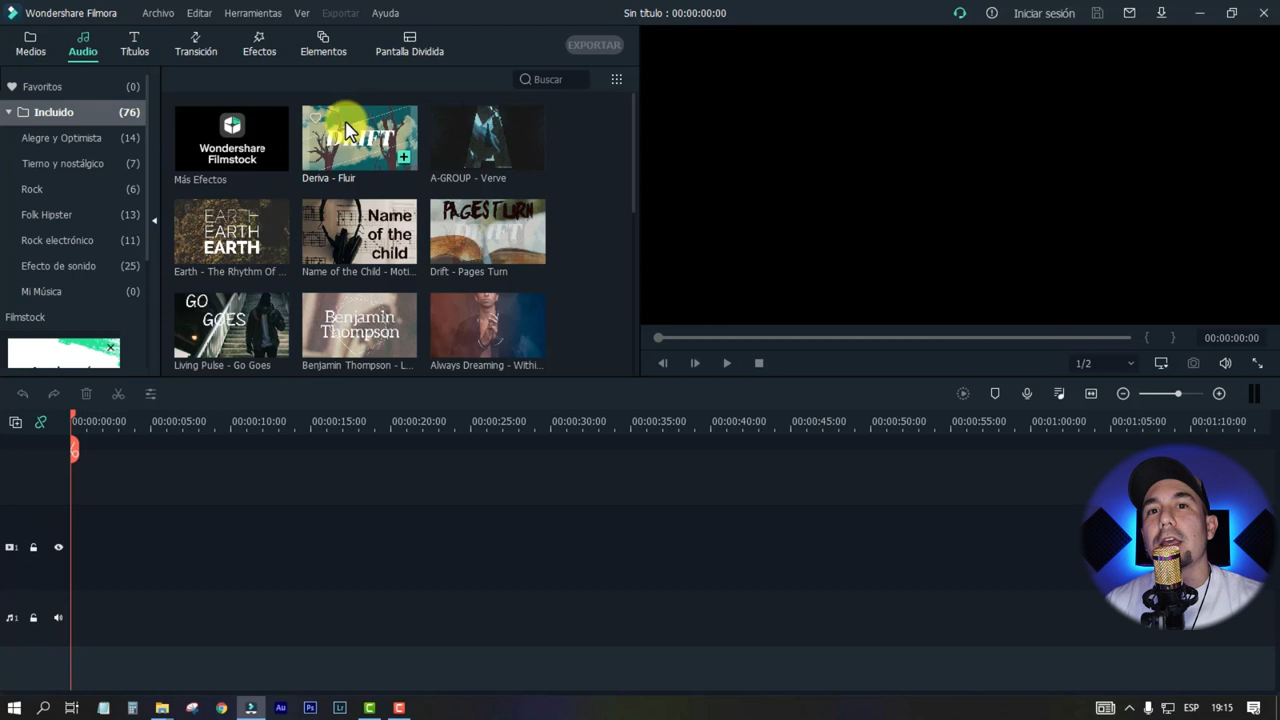 Wondershare Filmora
Archivo
Editar
Herramientas
Ver
Exportar
Ayuda
Sin título : 00:00:00:00
Iniciar sesión
Medios
Audio
Títulos
Transición
Efectos
Elementos
Pantalla Dividida
EXPORTAR
Favoritos (0)
Incluido (76)
Alegre y Optimista (14)
Tierno y nostálgico (7)
Rock (6)
Folk Hipster (13)
Rock electrónico (11)
Efecto de sonido (25)
Mi Música (0)
Filmstock
Buscar
Wondershare
Filmstock
Más Efectos
DRIFT
Deriva - Fluir
A-GROUP - Verve
EARTH
EARTH
EARTH
Earth - The Rhythm Of ...
Name
of the
child
Name of the Child - Moti...
PAGES TURN
DRIFT
Drift - Pages Turn
GO
GOES
Living Pulse - Go Goes
Benjamin
Thompson
Benjamin Thompson - L...
Always Dreaming - Withi...
00:00:00:00
1/2
00:00:00:00
00:00:05:00
00:00:10:00
00:00:15:00
00:00:20:00
00:00:25:00
00:00:30:00
00:00:35:00
00:00:40:00
00:00:45:00
00:00:50:00
00:00:55:00
00:01:00:00
00:01:05:00
00:01:10:00
1
1
Au
Ps
Lr
ESP
19:15